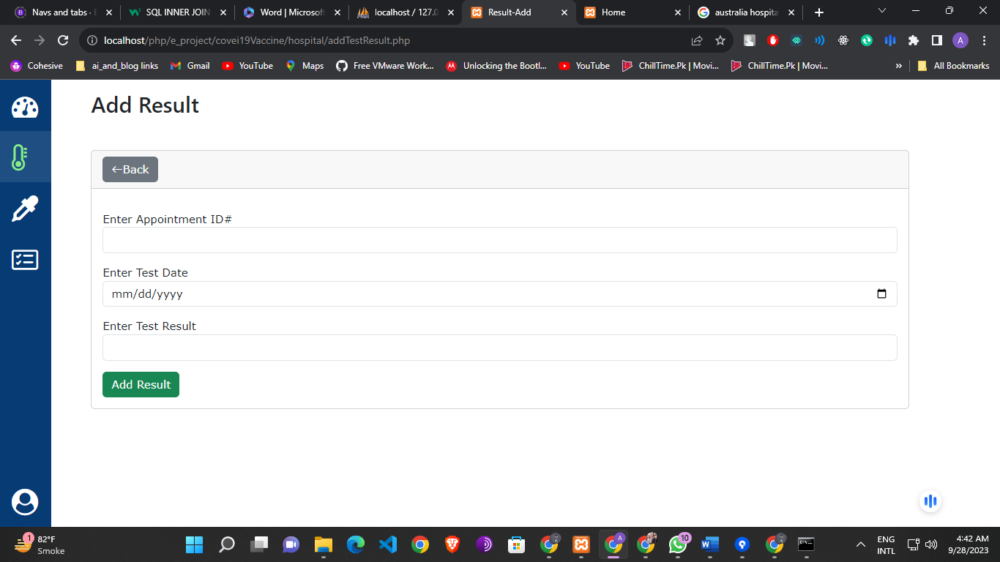 Navs and tabs ·
SQL INNER JOIN
Word | Microsof
localhost / 127.0
Result-Add
Home
australia hospita
localhost/php/e_project/covei19Vaccine/hospital/addTestResult.php
A
Cohesive
ai_and_blog links
Gmail
YouTube
Maps
Free VMware Work...
Unlocking the Bootl...
YouTube
ChillTime.Pk | Movi...
ChillTime.Pk | Movi...
»
All Bookmarks
Add Result
←Back
Enter Appointment ID#
Enter Test Date
mm/dd/yyyy
Enter Test Result
Add Result
1
82°F
Smoke
A
10
ENG
INTL
4:42 AM
9/28/2023